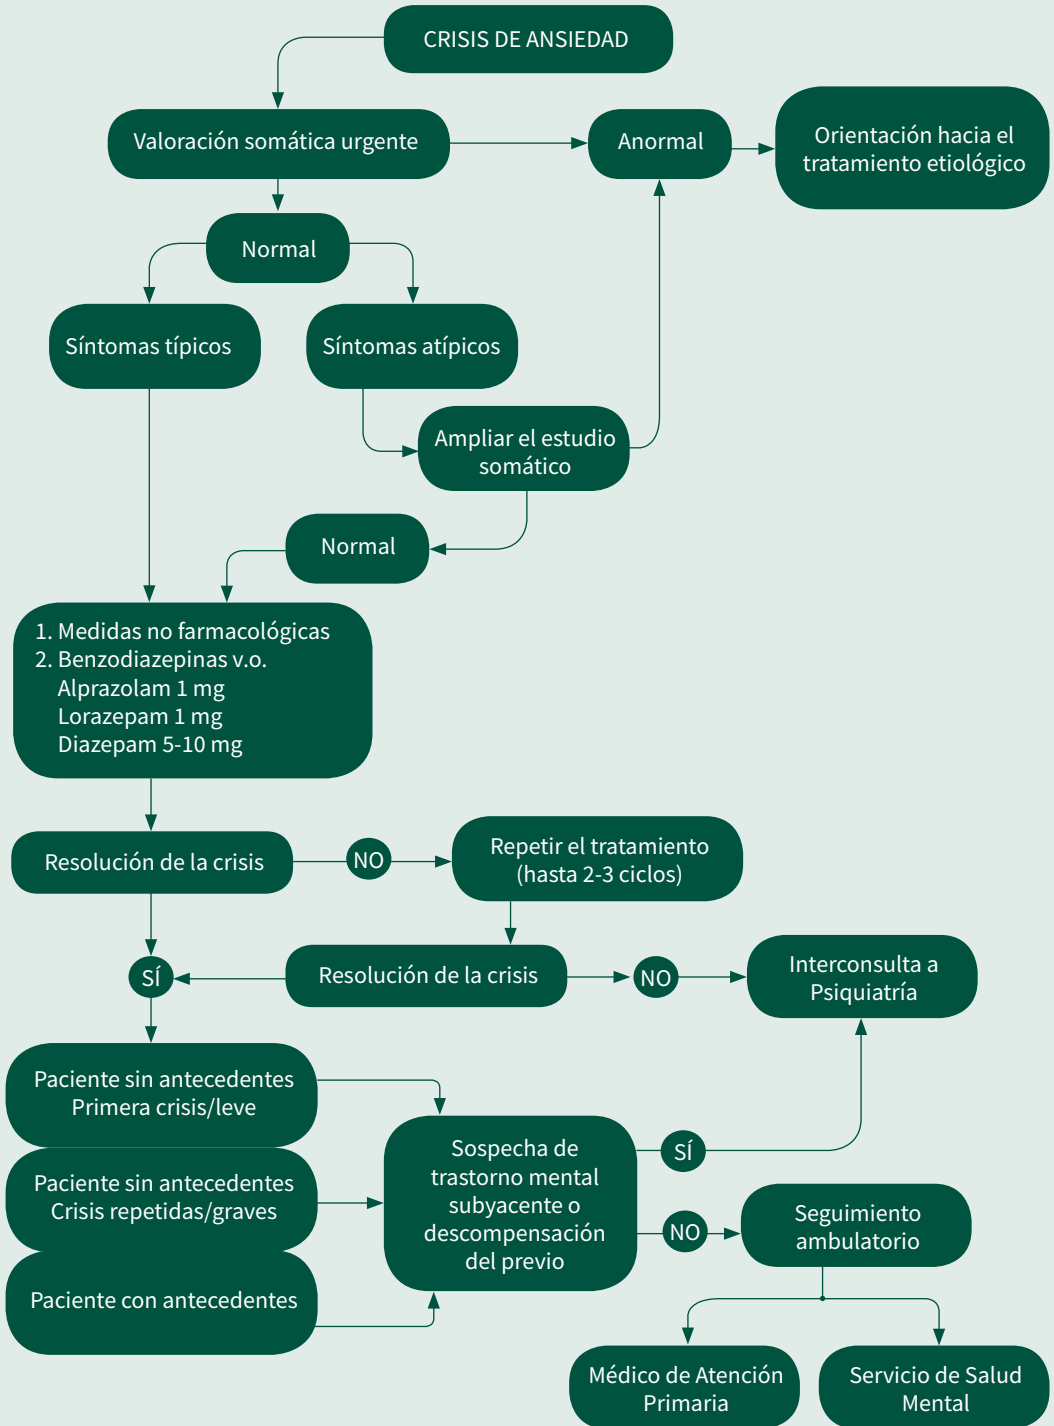 CRISIS DE ANSIEDAD
Valoración somática urgente
Anormal
Orientación hacia el
tratamiento etiológico
Normal
Síntomas típicos
Síntomas atípicos
Ampliar el estudio
somático
Normal
1. Medidas no farmacológicas
2. Benzodiazepinas v.o.
Alprazolam 1 mg
Lorazepam 1 mg
Diazepam 5-10 mg
Resolución de la crisis
NO
Repetir el tratamiento
(hasta 2-3 ciclos)
SÍ
Resolución de la crisis
NO
Interconsulta a
Psiquiatría
Paciente sin antecedentes
Primera crisis/leve
Paciente sin antecedentes
Crisis repetidas/graves
Paciente con antecedentes
Sospecha de
trastorno mental
subyacente o
descompensación
del previo
SÍ
NO
Seguimiento
ambulatorio
Médico de Atención
Primaria
Servicio de Salud
Mental